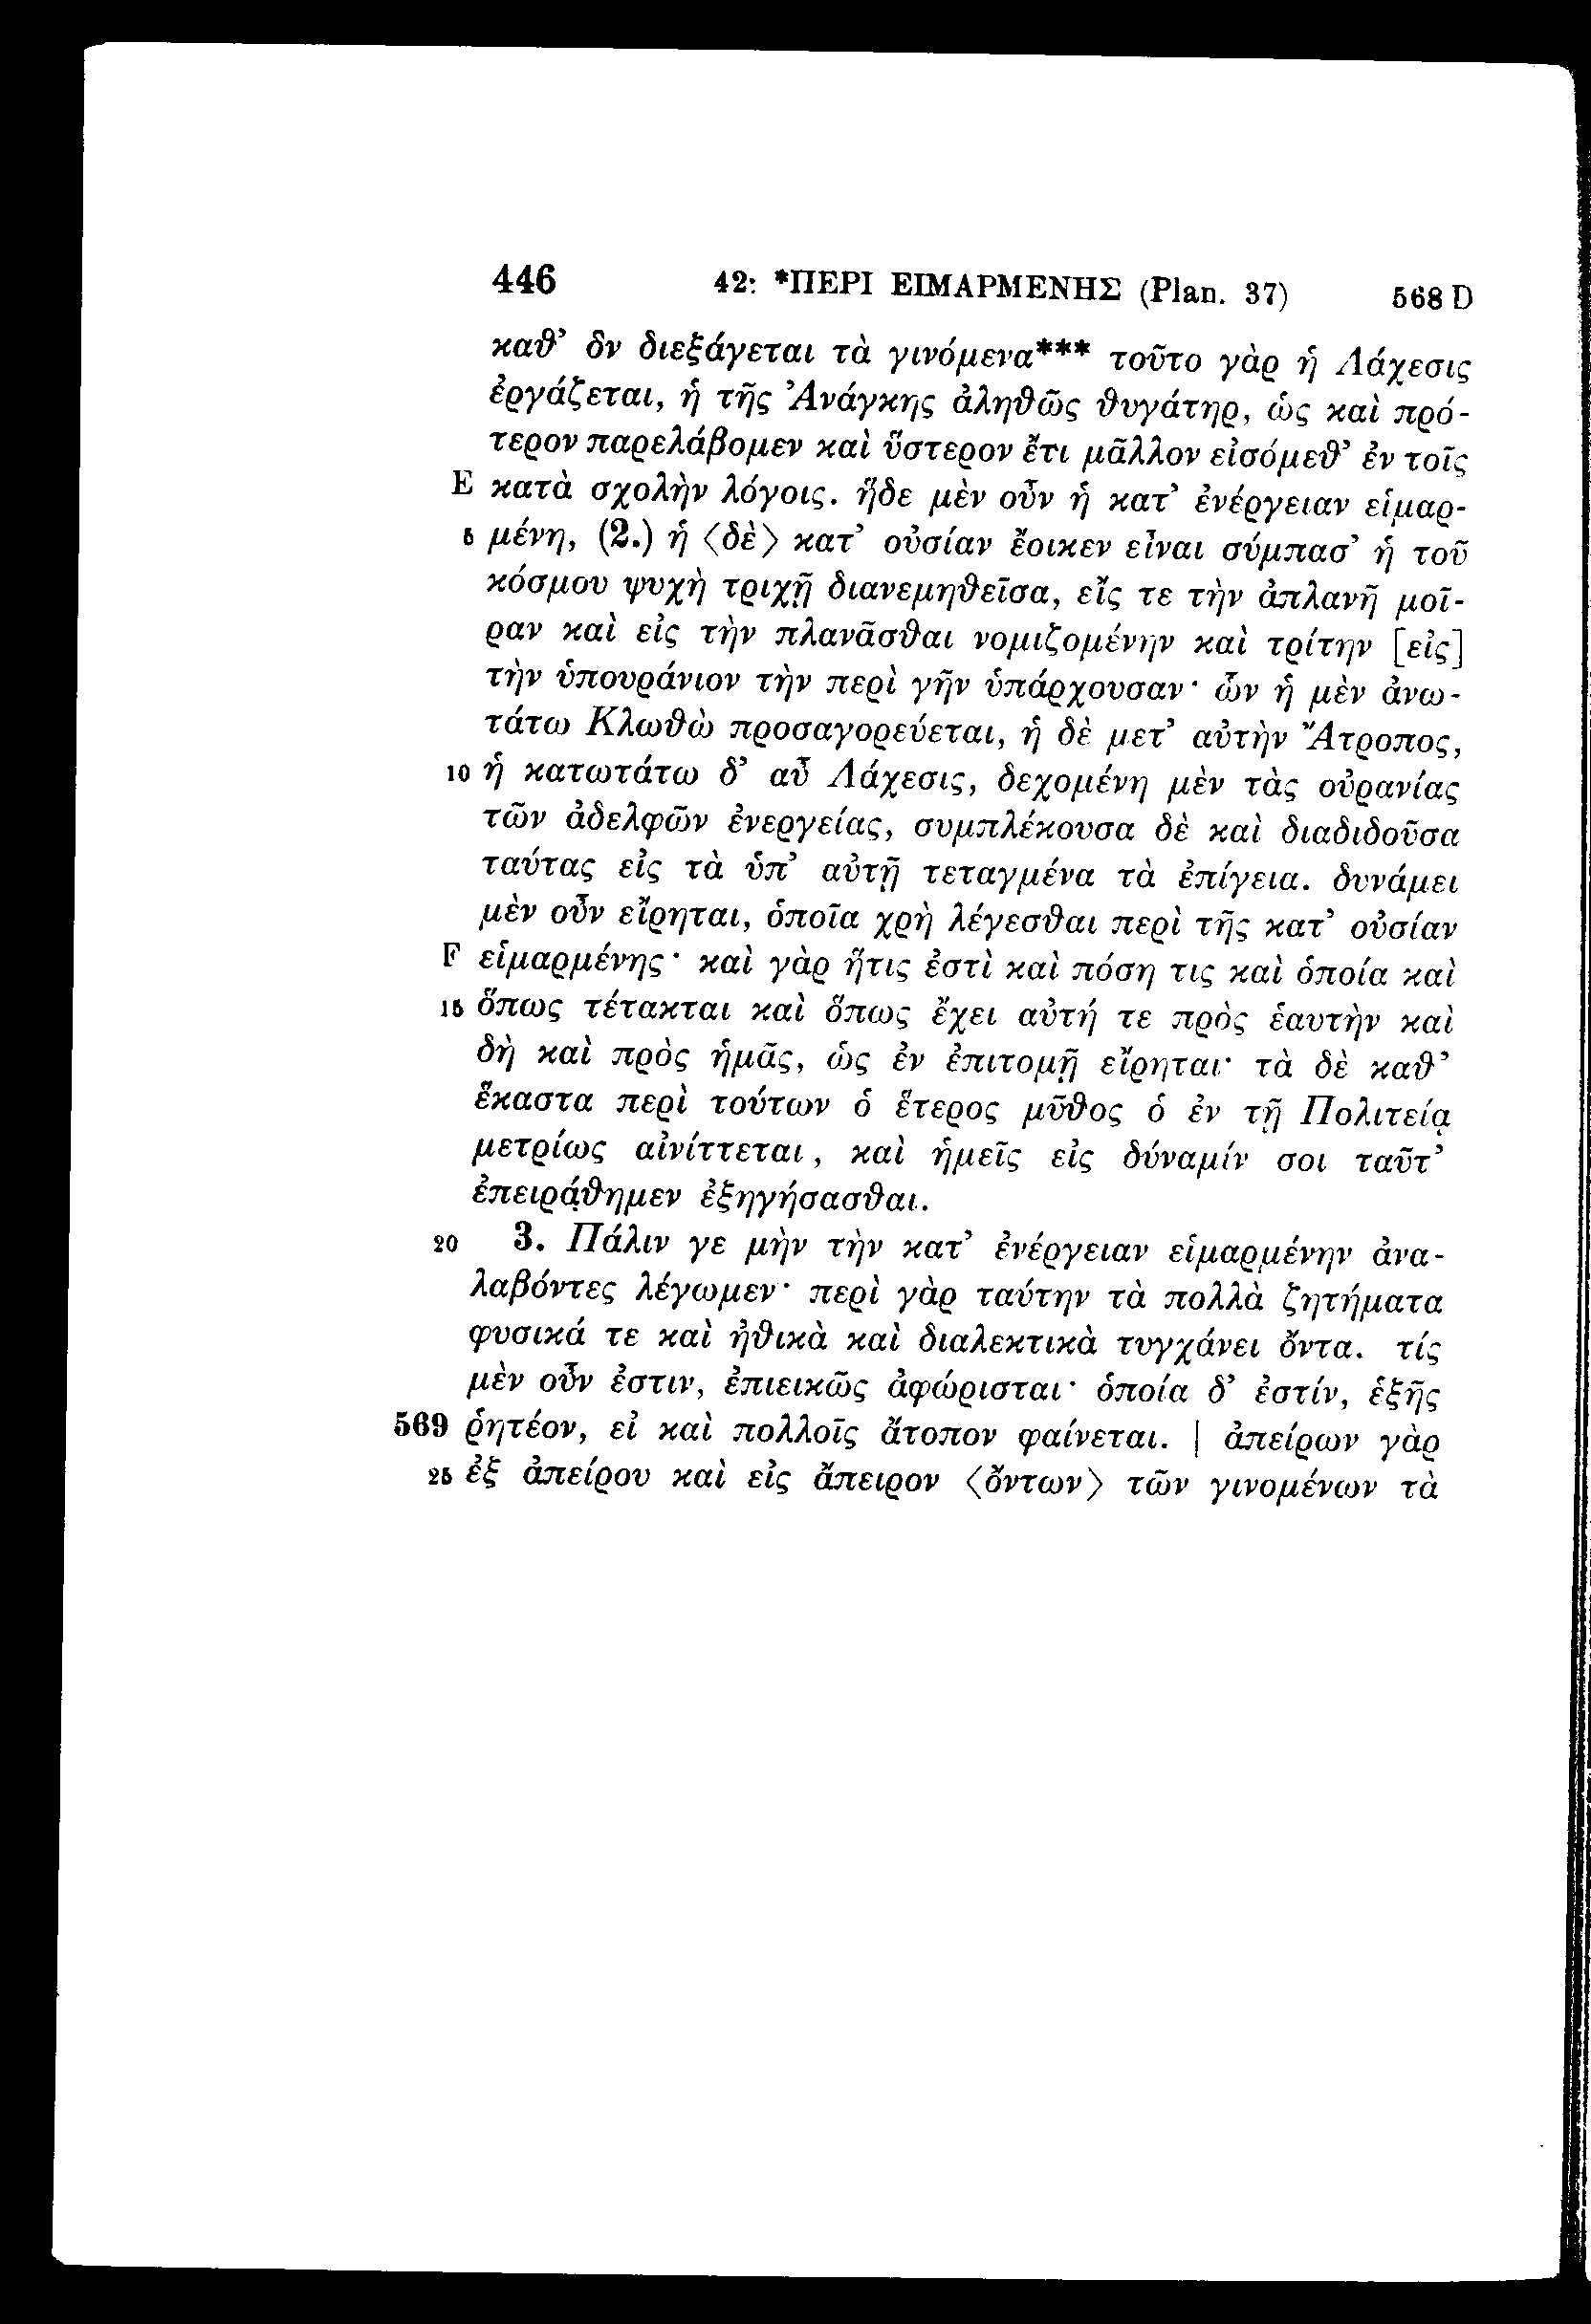 446 42: *ΠΕΡΙ ΕΙΜΑΡΜΕΝΗΣ (Plan. 37) 568 D
καθ’ ὃν διεξάγεται τὰ γινόμενα*** τοῦτο γὰρ ἡ Λάχεσις
ἐργάζεται, ἡ τῆς Ἀνάγκης ἀληθῶς θυγάτηρ, ὡς καὶ πρό-
τερον παρελάβομεν καὶ ὕστερον ἔτι μᾶλλον εἰσόμεθ’ ἐν τοῖς
E κατὰ σχολὴν λόγοις. ἥδε μὲν οὖν ἡ κατ’ ἐνέργειαν εἱμαρ-
5 μένη, (2.) ἡ ⟨δὲ⟩ κατ’ οὐσίαν ἔοικεν εἶναι σύμπασ’ ἡ τοῦ
κόσμου ψυχὴ τριχῇ διανεμηθεῖσα, εἴς τε τὴν ἀπλανῆ μοῖ-
ραν καὶ εἰς τὴν πλανᾶσθαι νομιζομένην καὶ τρίτην [εἰς]
τὴν ὑπουράνιον τὴν περὶ γῆν ὑπάρχουσαν· ὧν ἡ μὲν ἀνω-
τάτω Κλωθὼ προσαγορεύεται, ἡ δὲ μετ’ αὐτὴν Ἄτροπος,
10 ἡ κατωτάτω δ’ αὖ Λάχεσις, δεχομένη μὲν τὰς οὐρανίας
τῶν ἀδελφῶν ἐνεργείας, συμπλέκουσα δὲ καὶ διαδιδοῦσα
ταύτας εἰς τὰ ὑπ’ αὐτῇ τεταγμένα τὰ ἐπίγεια. δυνάμει
μὲν οὖν εἴρηται, ὁποῖα χρὴ λέγεσθαι περὶ τῆς κατ’ οὐσίαν
F εἱμαρμένης· καὶ γὰρ ἥτις ἐστὶ καὶ πόση τις καὶ ὁποία καὶ
15 ὅπως τέτακται καὶ ὅπως ἔχει αὐτή τε πρὸς ἑαυτὴν καὶ
δὴ καὶ πρὸς ἡμᾶς, ὡς ἐν ἐπιτομῇ εἴρηται· τὰ δὲ καθ’
ἕκαστα περὶ τούτων ὁ ἕτερος μῦθος ὁ ἐν τῇ Πολιτείᾳ
μετρίως αἰνίττεται, καὶ ἡμεῖς εἰς δύναμίν σοι ταῦτ’
ἐπειράθημεν ἐξηγήσασθαι.
20 3. Πάλιν γε μὴν τὴν κατ’ ἐνέργειαν εἱμαρμένην ἀνα-
λαβόντες λέγωμεν· περὶ γὰρ ταύτην τὰ πολλὰ ζητήματα
φυσικά τε καὶ ἠθικὰ καὶ διαλεκτικὰ τυγχάνει ὄντα. τίς
μὲν οὖν ἐστιν, ἐπιεικῶς ἀφώρισται· ὁποία δ’ ἐστίν, ἑξῆς
569 ῥητέον, εἰ καὶ πολλοῖς ἄτοπον φαίνεται. | ἀπείρων γὰρ
25 ἐξ ἀπείρου καὶ εἰς ἄπειρον ⟨ὄντων⟩ τῶν γινομένων τὰ